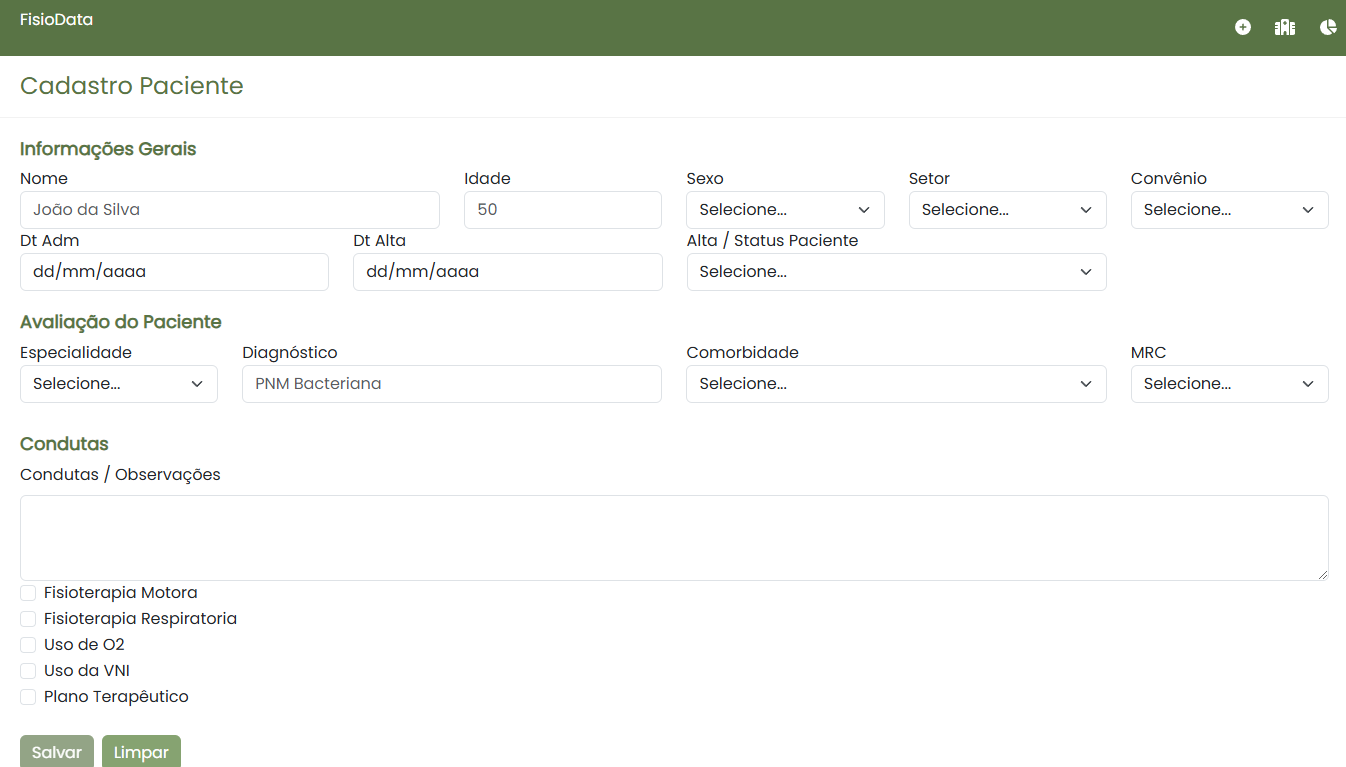 FisioData
Cadastro Paciente
Informações Gerais
Nome Idade Sexo Setor Convênio
João da Silva 50 Selecione... Selecione... Selecione...
Dt Adm Dt Alta Alta / Status Paciente
dd/mm/aaaa dd/mm/aaaa Selecione...
Avaliação do Paciente
Especialidade Diagnóstico Comorbidade MRC
Selecione... PNM Bacteriana Selecione... Selecione...
Condutas
Condutas / Observações
Fisioterapia Motora
Fisioterapia Respiratoria
Uso de O2
Uso da VNI
Plano Terapêutico
Salvar Limpar